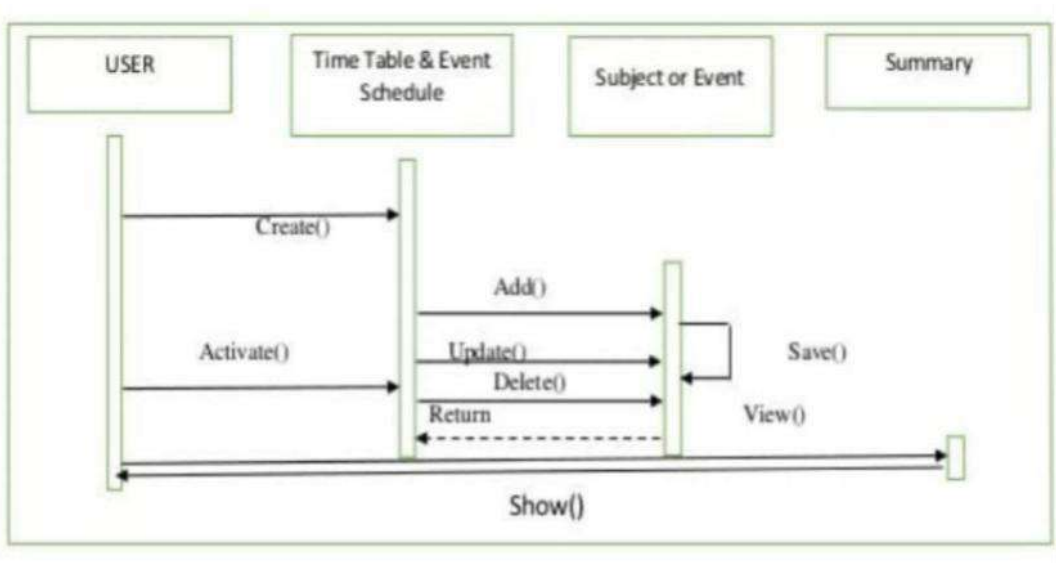 USER
Time Table & Event
Schedule
Subject or Event
Summary
Create()
Add()
Activate()
Update()
Save()
Delete()
Return
View()
Show()